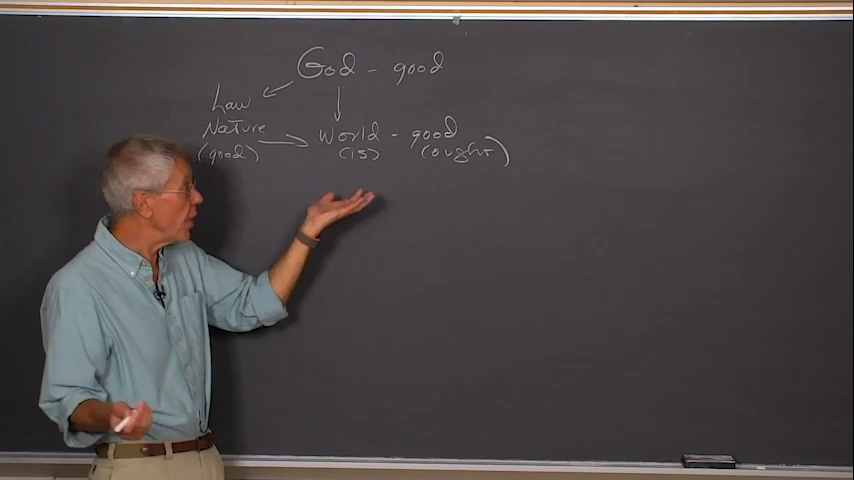 God - good
Law
Nature
(good)
World - good
(is) (ought)